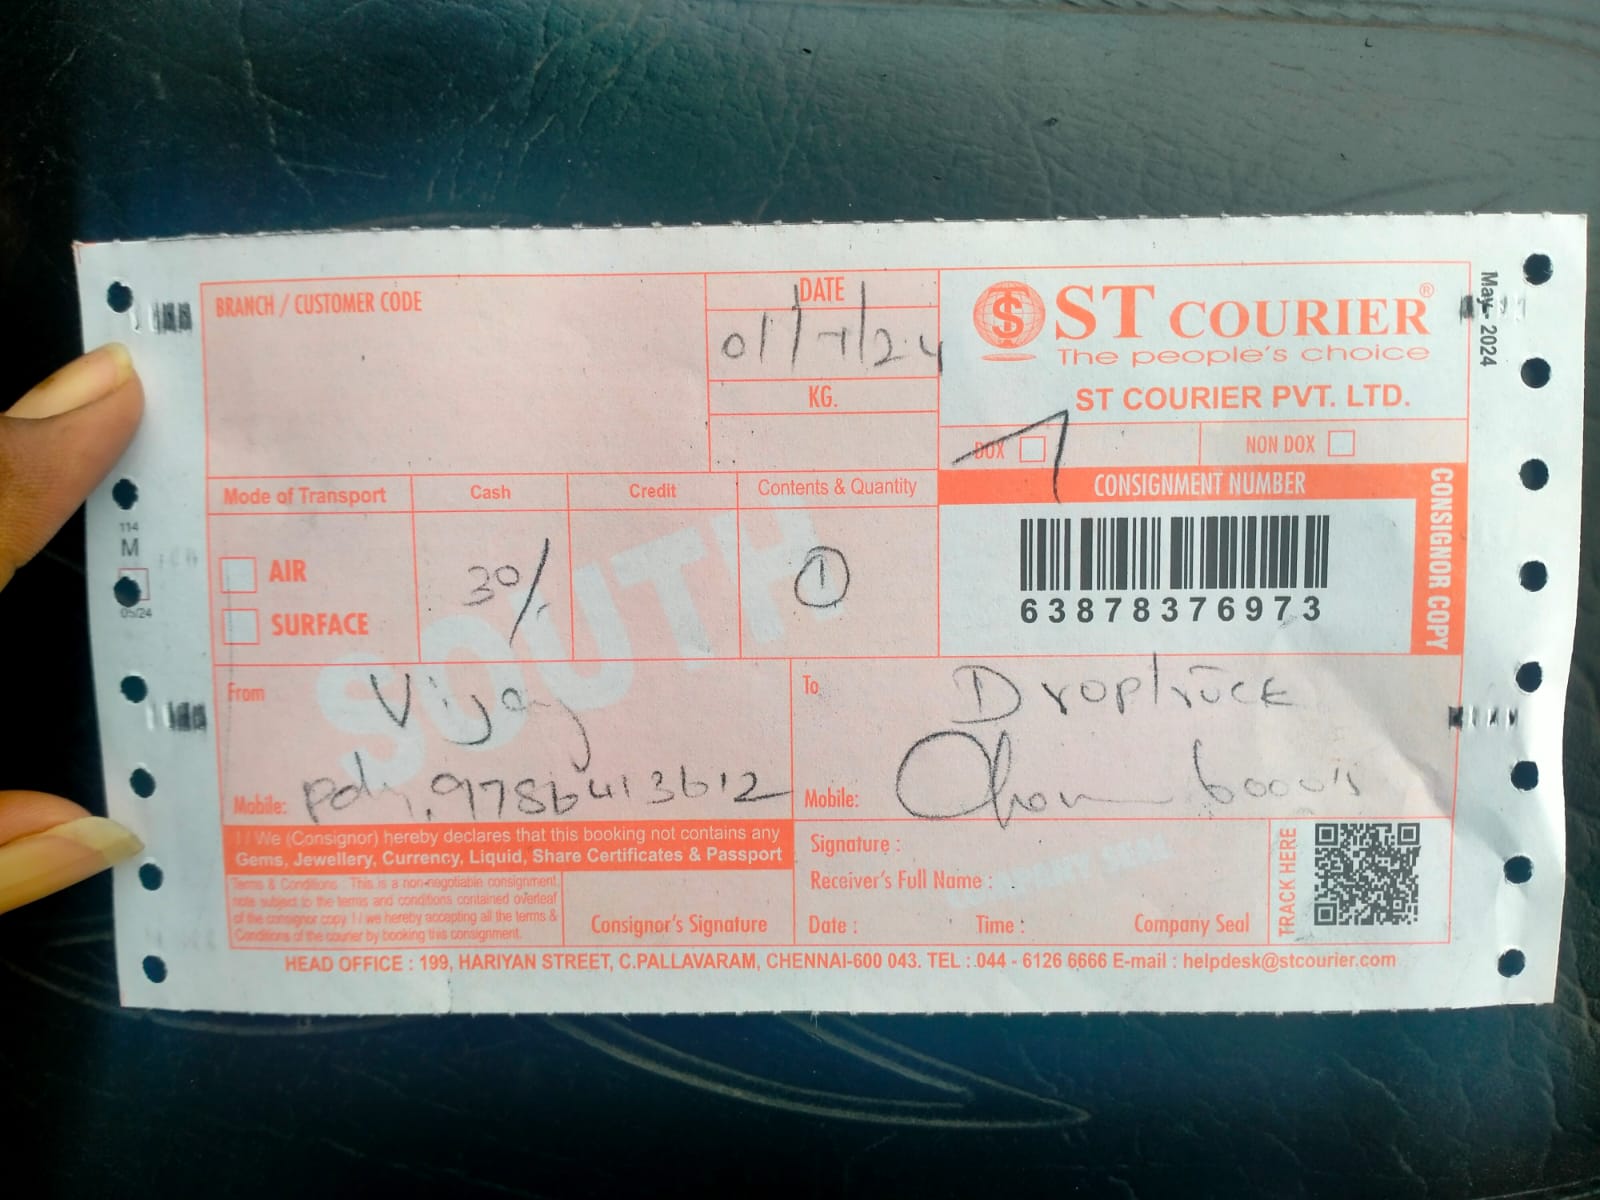 BRANCH / CUSTOMER CODE
DATE
01/7/24
KG.
ST COURIER®
The people's choice
ST COURIER PVT. LTD.
May - 2024
DOX
NON DOX
Mode of Transport
Cash
Credit
Contents & Quantity
CONSIGNMENT NUMBER
CONSIGNOR COPY
114
M
05/24
AIR
SURFACE
30/-
1
63878376973
SOUTH
From
Vijay
Mobile: pdy. 9786413612
To
Droptruck
Mobile:
I / We (Consignor) hereby declares that this booking not contains any
Gems, Jewellery, Currency, Liquid, Share Certificates & Passport
Terms & Conditions : This is a non-negotiable consignment
note subject to the terms and conditions contained overleaf
of the consignor copy. I / we hereby accepting all the terms &
Conditions of the courier by booking this consignment.
Consignor's Signature
Signature :
Receiver's Full Name :
COMPANY SEAL
Date :
Time :
Company Seal
TRACK HERE
HEAD OFFICE : 199, HARIYAN STREET, C.PALLAVARAM, CHENNAI-600 043. TEL : 044 - 6126 6666 E-mail : helpdesk@stcourier.com